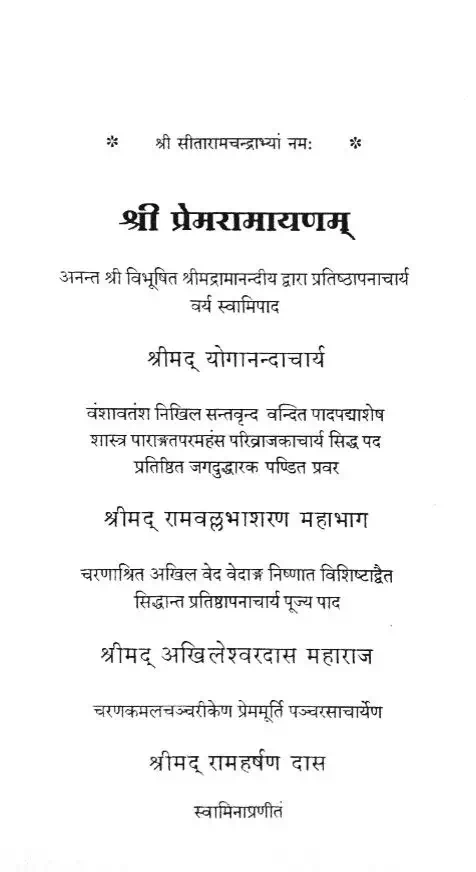 * श्री सीतारामचन्द्राभ्यां नमः *
श्री प्रेमरामायणम्
अनन्त श्री विभूषित श्रीमद्रामानन्दीय द्वारा प्रतिष्ठापनाचार्य
वर्य स्वामिपाद
श्रीमद् योगानन्दाचार्य
वंशावतंश निखिल सन्तवृन्द वन्दित पादपद्माशेष
शास्त्र पाराङ्गतपरमहंस परिव्राजकाचार्य सिद्ध पद
प्रतिष्ठित जगदुद्धारक पण्डित प्रवर
श्रीमद् रामवल्लभाशरण महाभाग
चरणाश्रित अखिल वेद वेदाङ्ग निष्णात विशिष्टाद्वैत
सिद्धान्त प्रतिष्ठापनाचार्य पूज्य पाद
श्रीमद् अखिलेश्वरदास महाराज
चरणकमलचञ्चरीकेण प्रेममूर्ति पञ्चरसाचार्येण
श्रीमद् रामहर्षण दास
स्वामिनाप्रणीतं